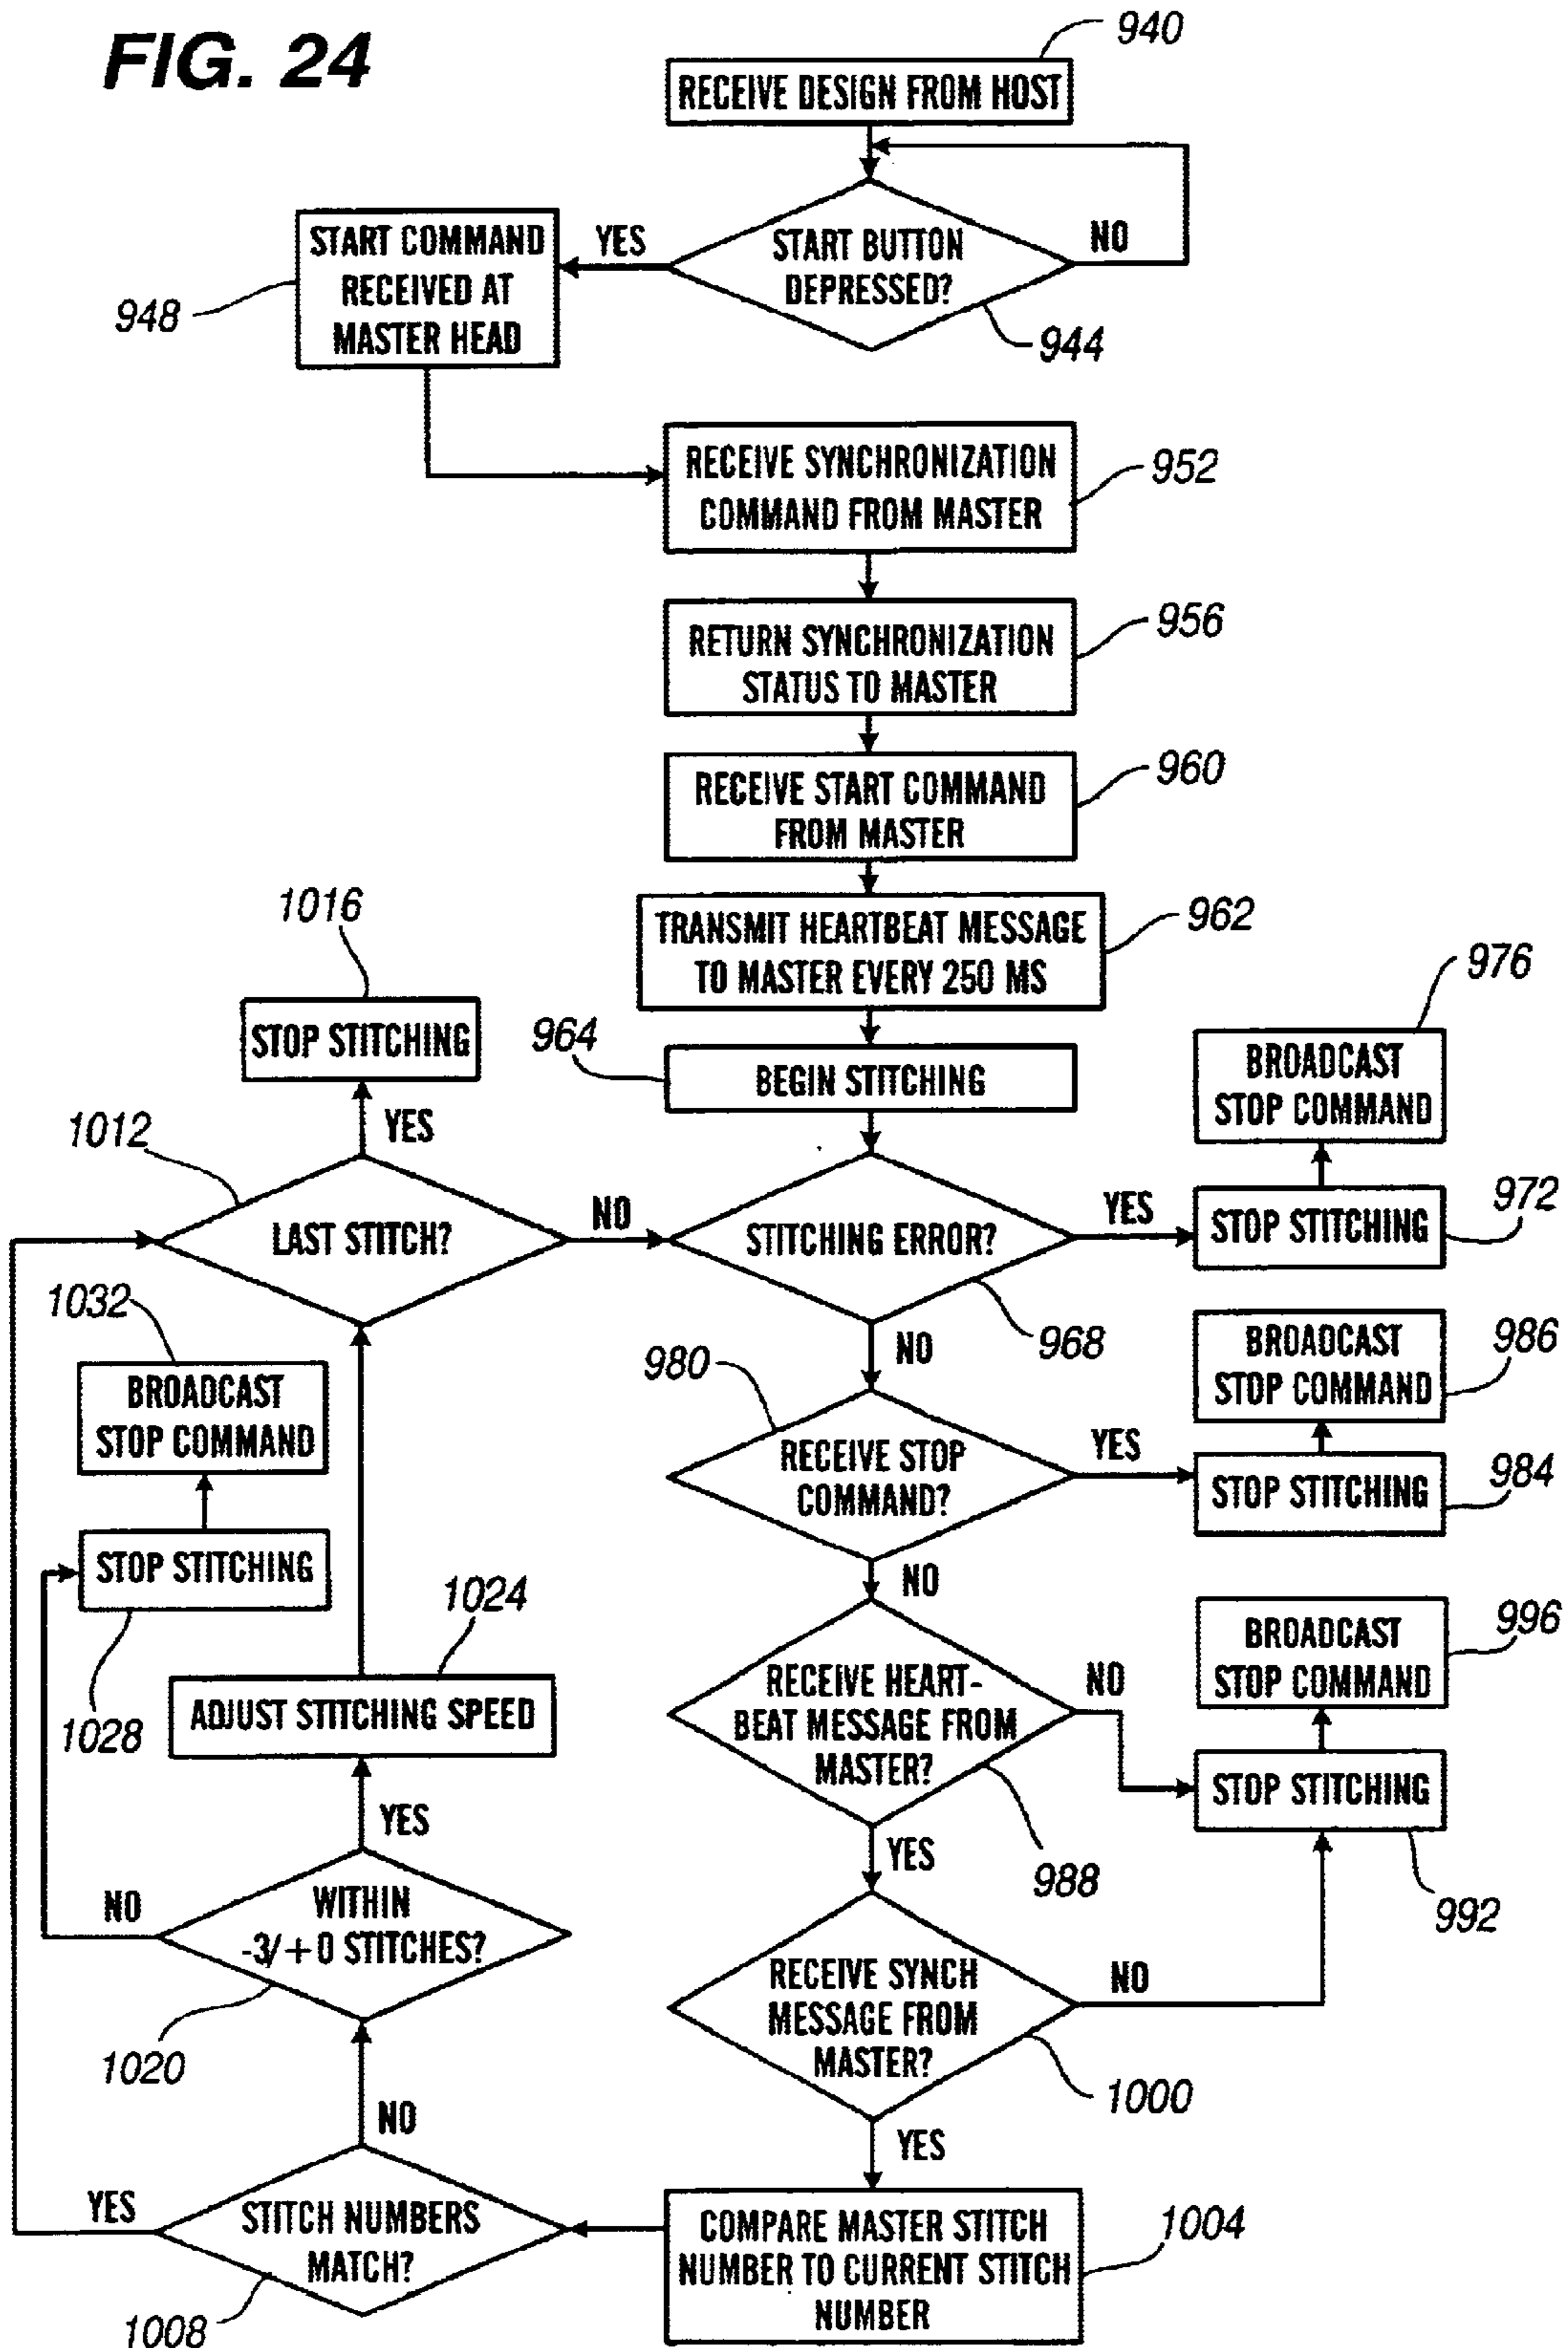 FIG. 24
940
RECEIVE DESIGN FROM HOST
START BUTTON
DEPRESSED?
YES
NO
944
START COMMAND
RECEIVED AT
MASTER HEAD
948
RECEIVE SYNCHRONIZATION
COMMAND FROM MASTER
952
RETURN SYNCHRONIZATION
STATUS TO MASTER
956
RECEIVE START COMMAND
FROM MASTER
960
TRANSMIT HEARTBEAT MESSAGE
TO MASTER EVERY 250 MS
962
964
BEGIN STITCHING
STITCHING ERROR?
968
YES
NO
STOP STITCHING
972
BROADCAST
STOP COMMAND
976
980
RECEIVE STOP
COMMAND?
YES
NO
STOP STITCHING
984
BROADCAST
STOP COMMAND
986
RECEIVE HEART-
BEAT MESSAGE FROM
MASTER?
988
NO
YES
STOP STITCHING
992
BROADCAST
STOP COMMAND
996
RECEIVE SYNCH
MESSAGE FROM
MASTER?
1000
NO
YES
COMPARE MASTER STITCH
NUMBER TO CURRENT STITCH
NUMBER
1004
STITCH NUMBERS
MATCH?
1008
YES
NO
WITHIN
-3/+0 STITCHES?
1020
NO
YES
ADJUST STITCHING SPEED
1024
STOP STITCHING
1028
BROADCAST
STOP COMMAND
1032
LAST STITCH?
1012
NO
YES
STOP STITCHING
1016